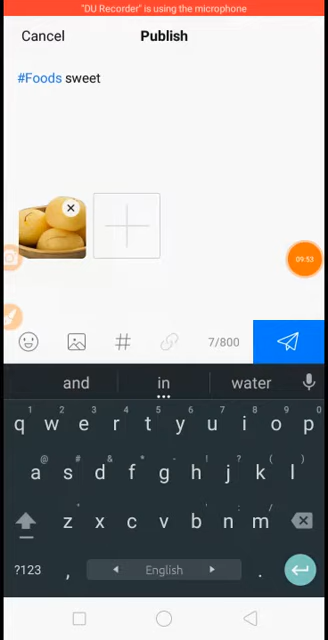 "DU Recorder" is using the microphone
Cancel Publish
#Foods sweet
09:53
# 7/800
and in water
1 2 3 4 5 6 7 8 9 0
q w e r t y u i o p
@ # & * - + = ( )
a s d f g h j k l
z x c v b n m
?123 , English .